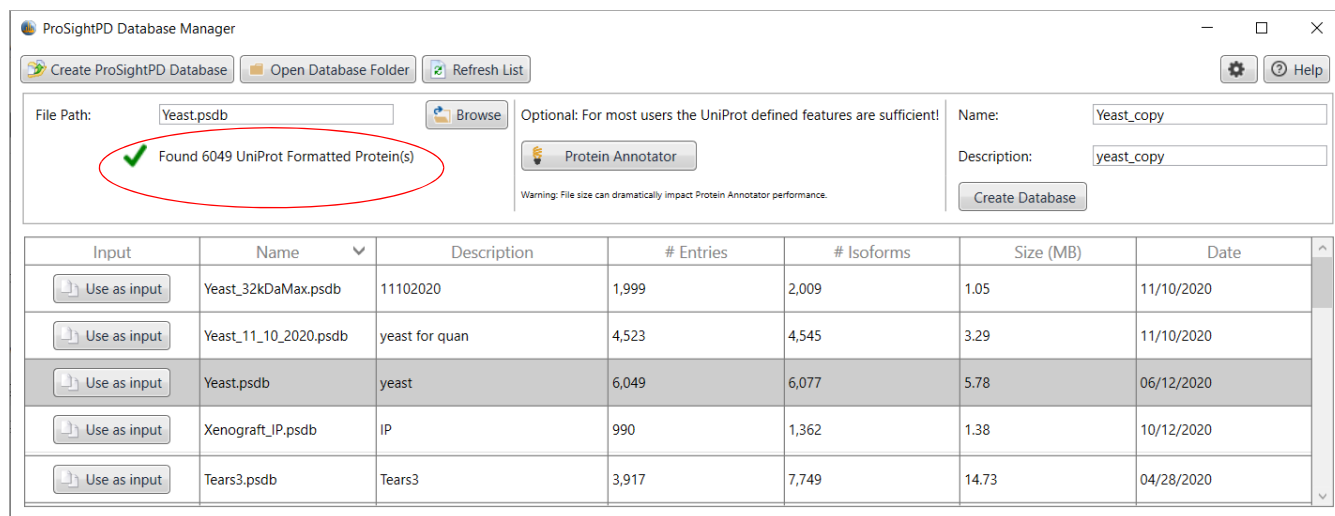 ProSightPD Database Manager
Create ProSightPD Database Open Database Folder Refresh List Help
File Path: Yeast.psdb Browse Optional: For most users the UniProt defined features are sufficient! Name: Yeast_copy
Found 6049 UniProt Formatted Protein(s) Protein Annotator Description: yeast_copy
Warning: File size can dramatically impact Protein Annotator performance. Create Database
Input Name Description # Entries # Isoforms Size (MB) Date
Use as input Yeast_32kDaMax.psdb 11102020 1,999 2,009 1.05 11/10/2020
Use as input Yeast_11_10_2020.psdb yeast for quan 4,523 4,545 3.29 11/10/2020
Use as input Yeast.psdb yeast 6,049 6,077 5.78 06/12/2020
Use as input Xenograft_IP.psdb IP 990 1,362 1.38 10/12/2020
Use as input Tears3.psdb Tears3 3,917 7,749 14.73 04/28/2020